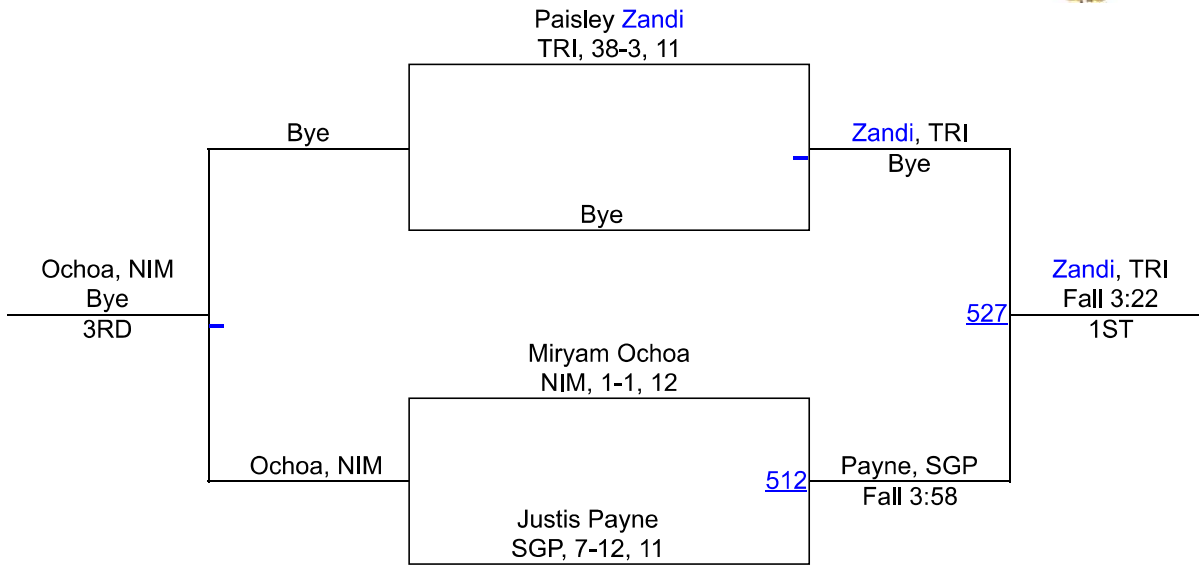 Paisley Zandi
TRI, 38-3, 11
Bye
Zandi, TRI
Bye
Bye
Ochoa, NIM
Bye
3RD
Zandi, TRI
Fall 3:22
1ST
527
Miryam Ochoa
NIM, 1-1, 12
Ochoa, NIM
512
Payne, SGP
Fall 3:58
Justis Payne
SGP, 7-12, 11